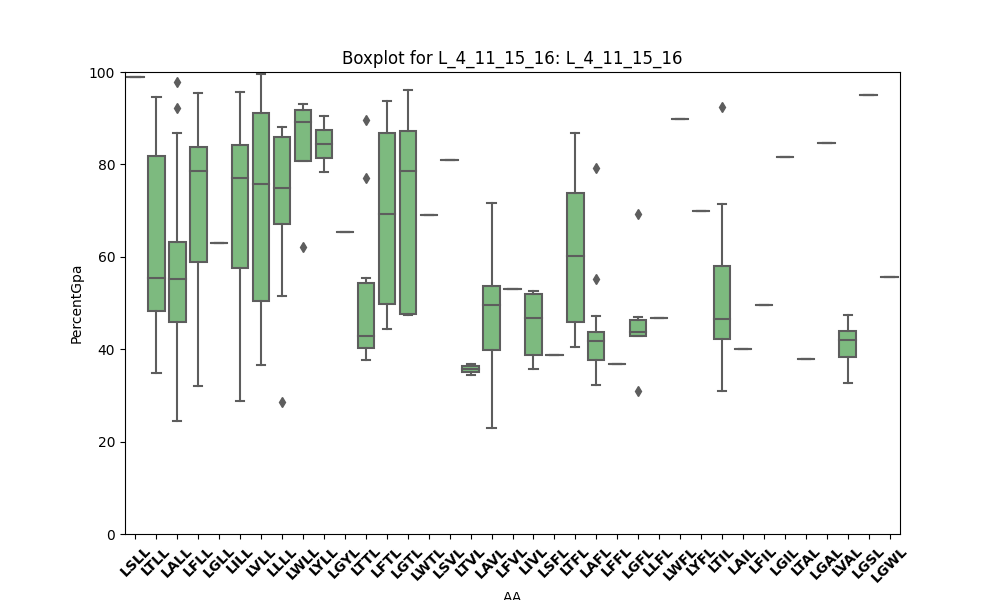 Boxplot for L_4_11_15_16: L_4_11_15_16
PercentGpa
100
80
60
40
20
0
LSLL
LTLL
LALL
LFLL
LGLL
LILL
LVLL
LLLL
LWLL
LYLL
LGYL
LTTL
LFTL
LGTL
LWTL
LSVL
LTVL
LAVL
LFVL
LIVL
LSFL
LTFL
LAFL
LFFL
LGFL
LLFL
LWFL
LYFL
LTIL
LAIL
LFIL
LGIL
LTAL
LGAL
LVAL
LGSL
LGWL
AA